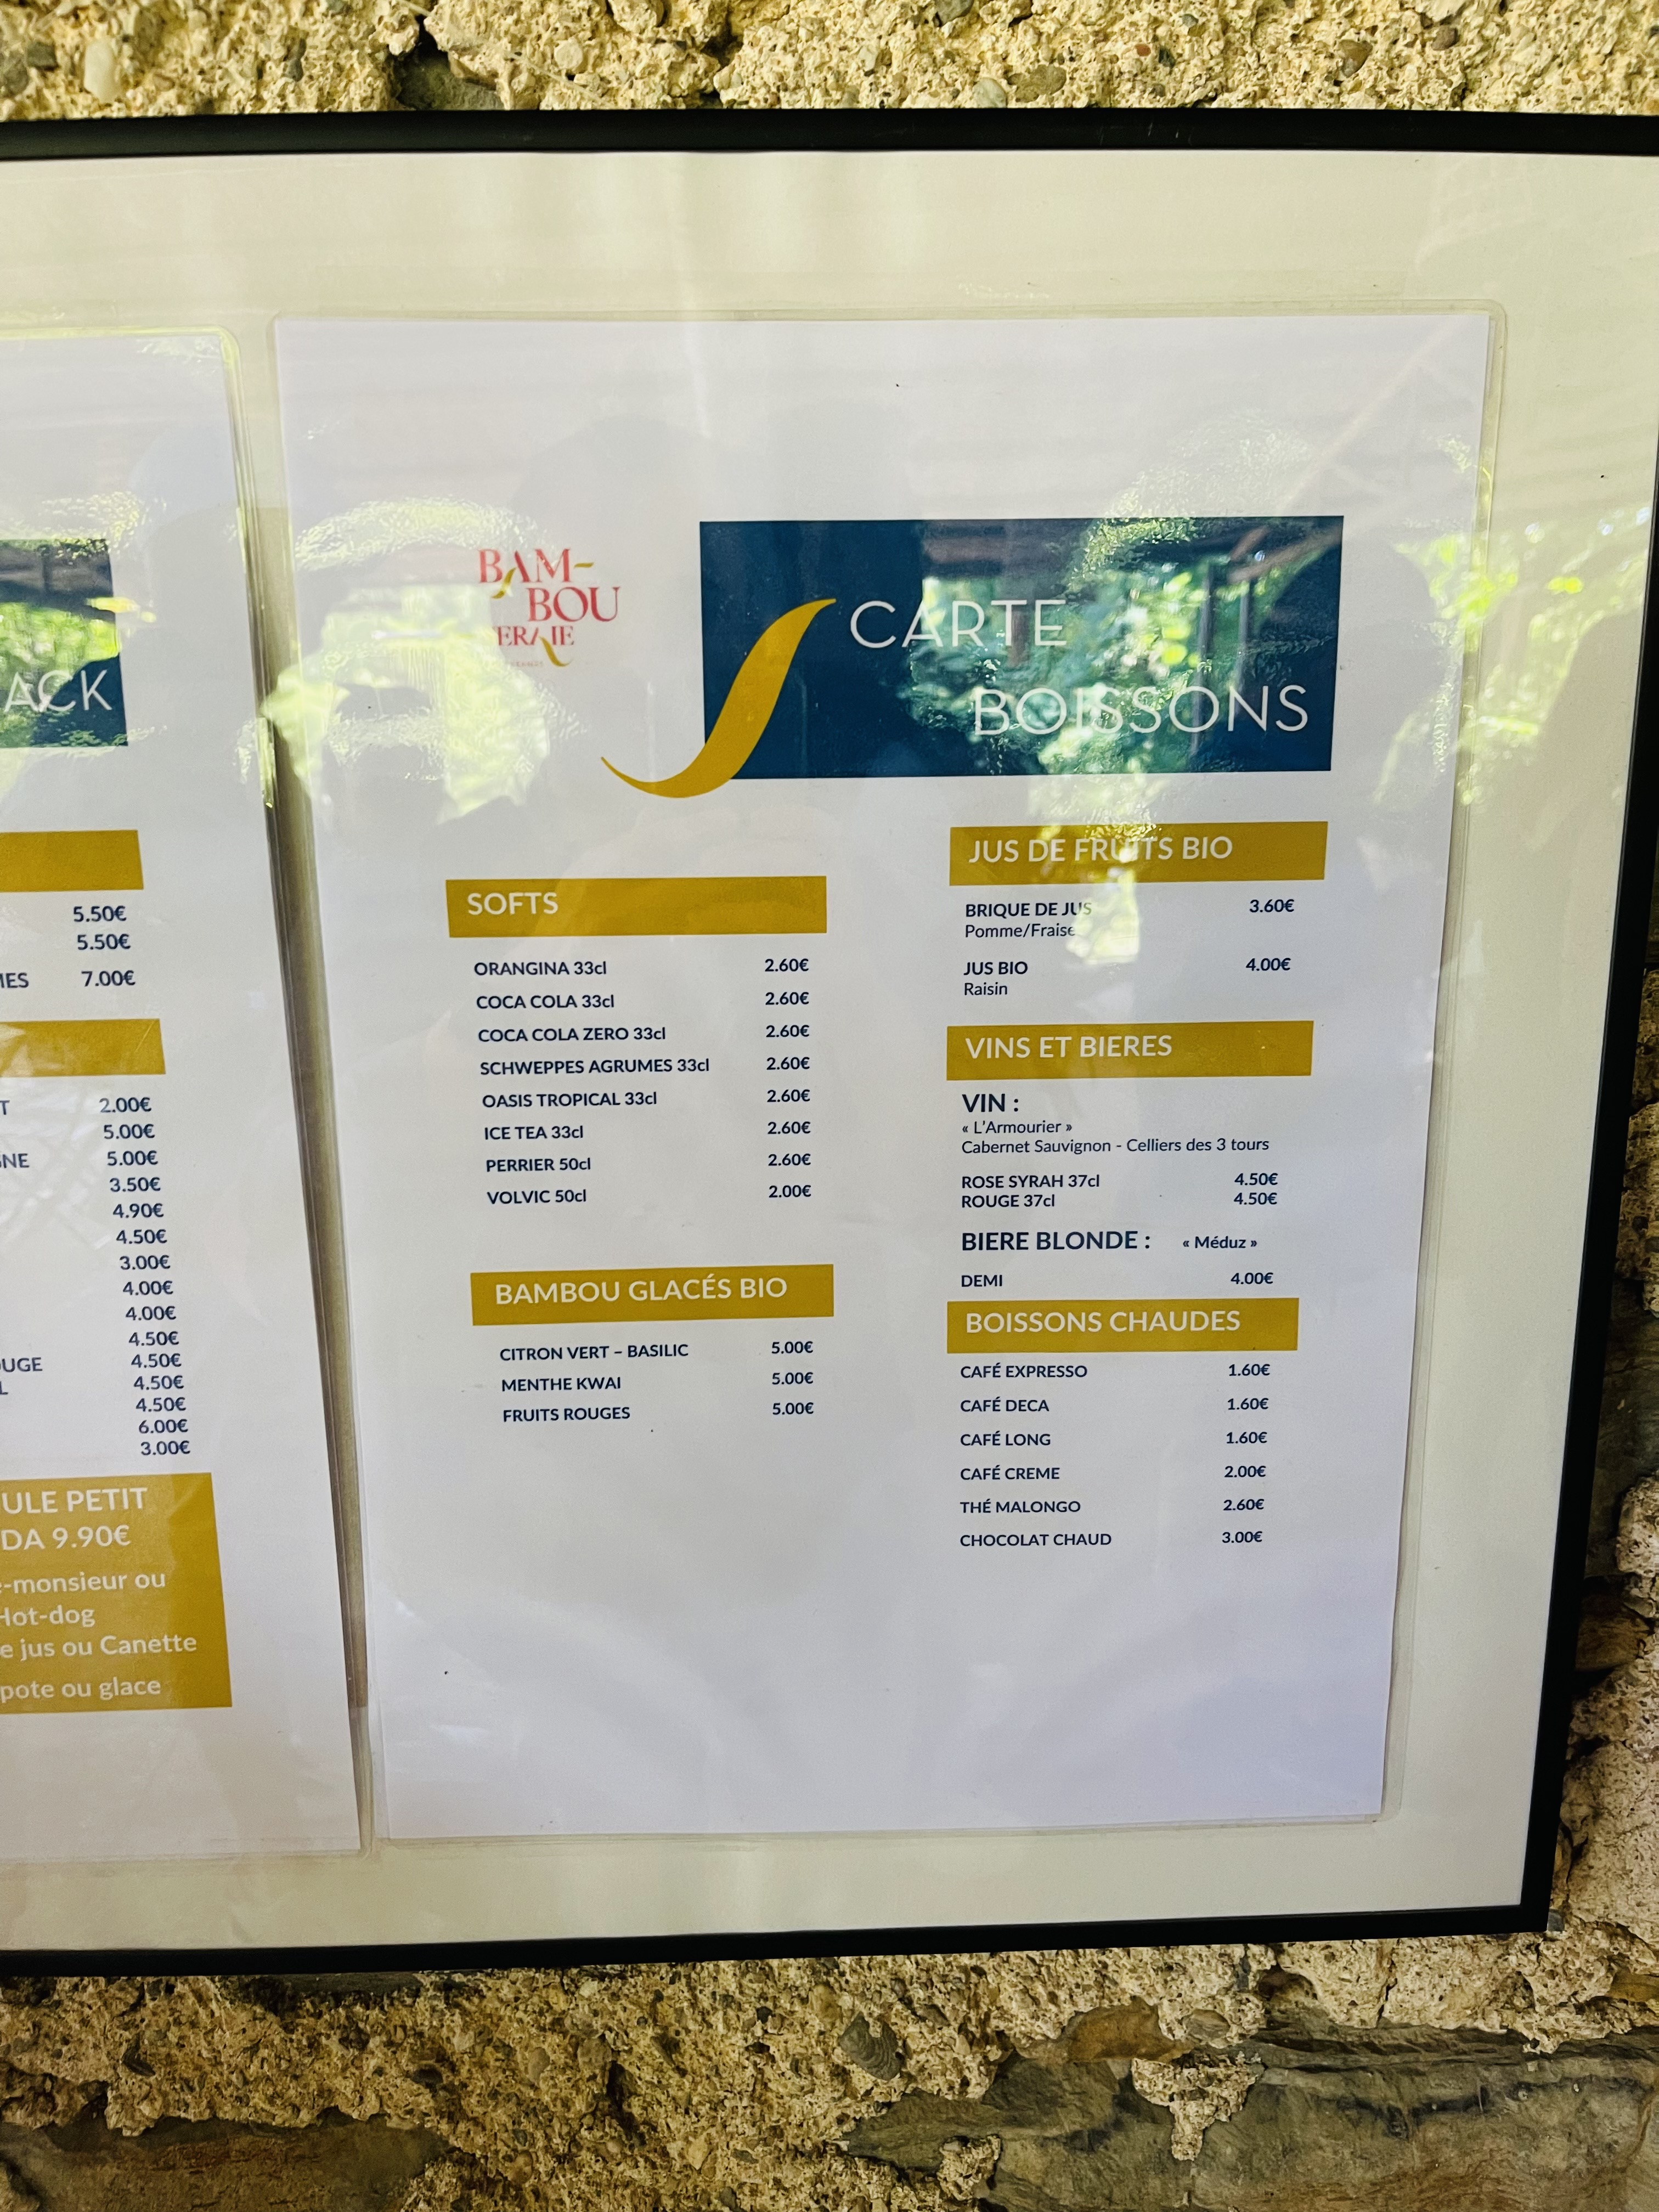 ACK
5.50€
5.50€
MES 7.00€
T 2.00€
5.00€
GNE 5.00€
3.50€
4.90€
4.50€
3.00€
4.00€
4.00€
4.50€
OUGE 4.50€
L 4.50€
4.50€
6.00€
3.00€
ULE PETIT
DA 9.90€
e-monsieur ou
Hot-dog
e jus ou Canette
pote ou glace
BAM-
BOU
ERAIE
CARTE
BOISSONS
SOFTS
ORANGINA 33cl 2.60€
COCA COLA 33cl 2.60€
COCA COLA ZERO 33cl 2.60€
SCHWEPPES AGRUMES 33cl 2.60€
OASIS TROPICAL 33cl 2.60€
ICE TEA 33cl 2.60€
PERRIER 50cl 2.60€
VOLVIC 50cl 2.00€
BAMBOU GLACÉS BIO
CITRON VERT – BASILIC 5.00€
MENTHE KWAI 5.00€
FRUITS ROUGES 5.00€
JUS DE FRUITS BIO
BRIQUE DE JUS 3.60€
Pomme/Fraise
JUS BIO 4.00€
Raisin
VINS ET BIERES
VIN :
« L'Armourier »
Cabernet Sauvignon - Celliers des 3 tours
ROSE SYRAH 37cl 4.50€
ROUGE 37cl 4.50€
BIERE BLONDE : « Méduz »
DEMI 4.00€
BOISSONS CHAUDES
CAFÉ EXPRESSO 1.60€
CAFÉ DECA 1.60€
CAFÉ LONG 1.60€
CAFÉ CREME 2.00€
THÉ MALONGO 2.60€
CHOCOLAT CHAUD 3.00€